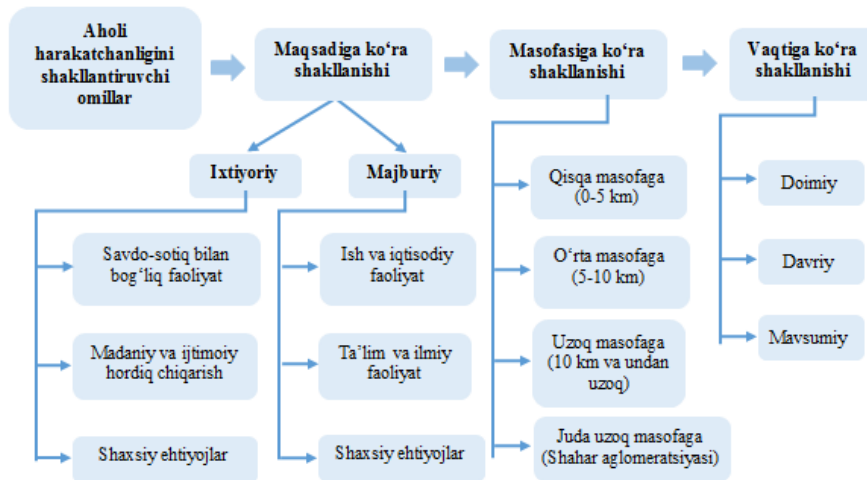 Aholi
harakatchanligini
shakllantiruvchi
omillar
Maqsadiga ko‘ra
shakllanishi
Masofasiga ko‘ra
shakllanishi
Vaqtiga ko‘ra
shakllanishi
Ixtiyoriy
Majburiy
Savdo-sotiq bilan
bog‘liq faoliyat
Madaniy va ijtimoiy
hordiq chiqarish
Shaxsiy ehtiyojlar
Ish va iqtisodiy
faoliyat
Ta’lim va ilmiy
faoliyat
Shaxsiy ehtiyojlar
Qisqa masofaga
(0-5 km)
O‘rta masofaga
(5-10 km)
Uzoq masofaga
(10 km va undan
uzoq)
Juda uzoq masofaga
(Shahar aglomeratsiyasi)
Doimiy
Davriy
Mavsumiy